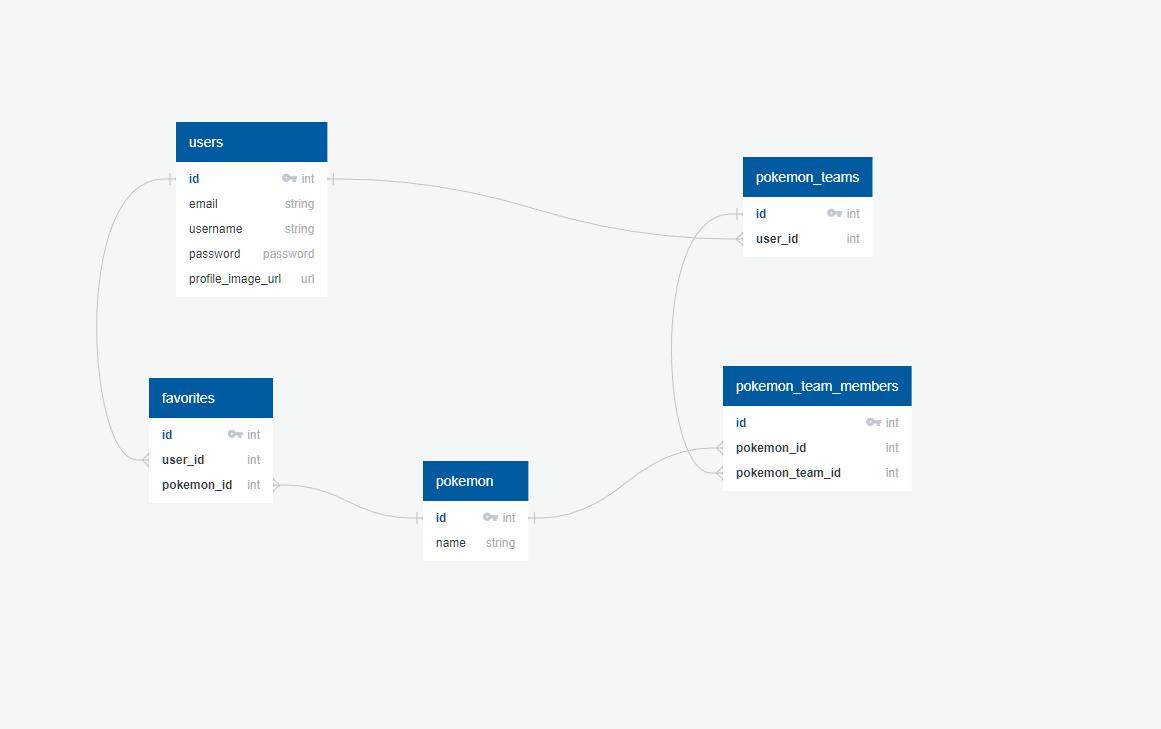 users
id int
email string
username string
password password
profile_image_url url
pokemon_teams
id int
user_id int
favorites
id int
user_id int
pokemon_id int
pokemon
id int
name string
pokemon_team_members
id int
pokemon_id int
pokemon_team_id int